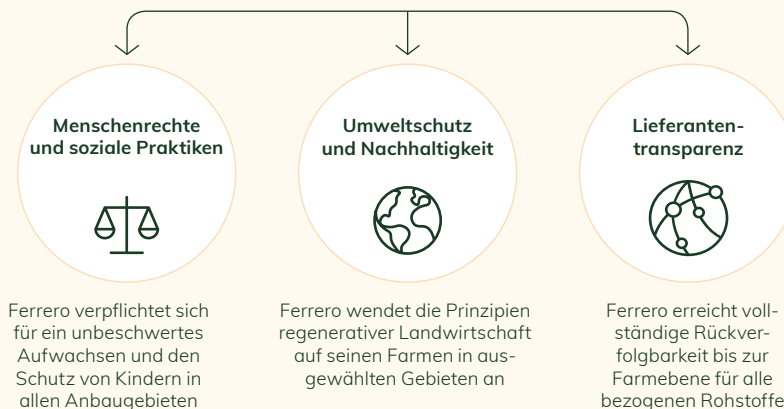 Menschenrechte
und soziale Praktiken
Ferrero verpflichtet sich
für ein unbeschwertes
Aufwachsen und den
Schutz von Kindern in
allen Anbaugebieten
Umweltschutz
und Nachhaltigkeit
Ferrero wendet die Prinzipien
regenerativer Landwirtschaft
auf seinen Farmen in aus-
gewählten Gebieten an
Lieferanten-
transparenz
Ferrero erreicht voll-
ständige Rückver-
folgbarkeit bis zur
Farmebene für alle
bezogenen Rohstoffe